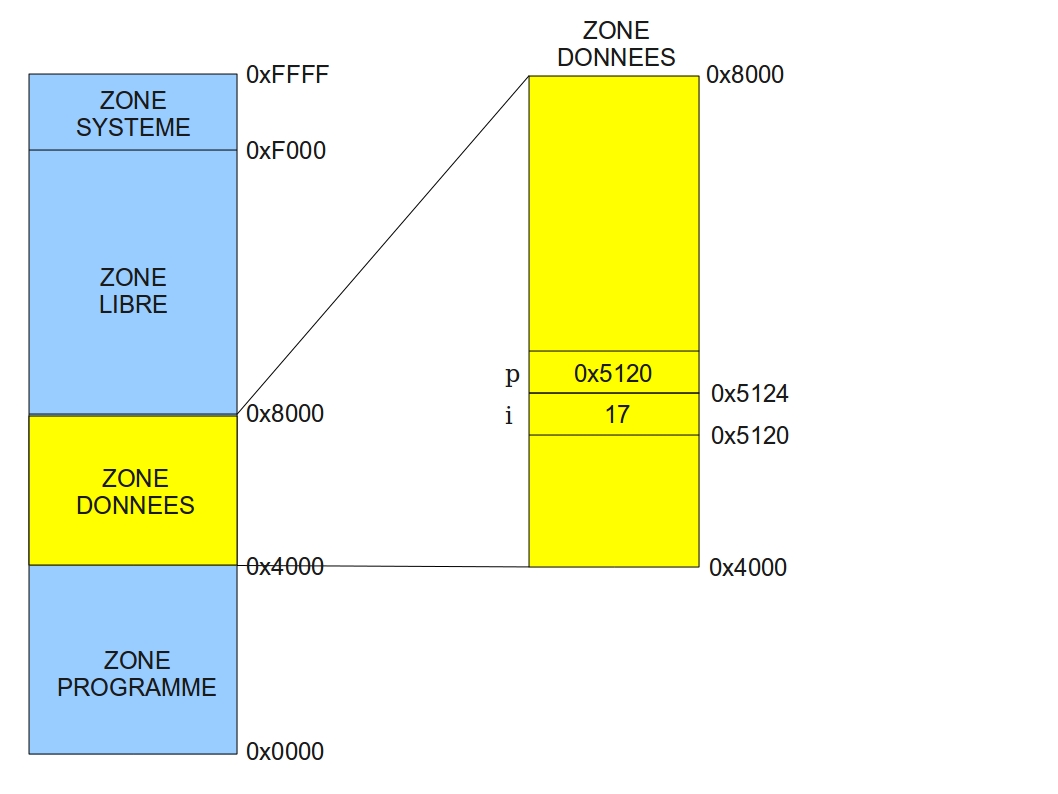 0xFFFF
ZONE
SYSTEME
0xF000
ZONE
LIBRE
0x8000
ZONE
DONNEES
0x4000
ZONE
PROGRAMME
0x0000
ZONE
DONNEES
0x8000
p
0x5120
0x5124
i
17
0x5120
0x4000